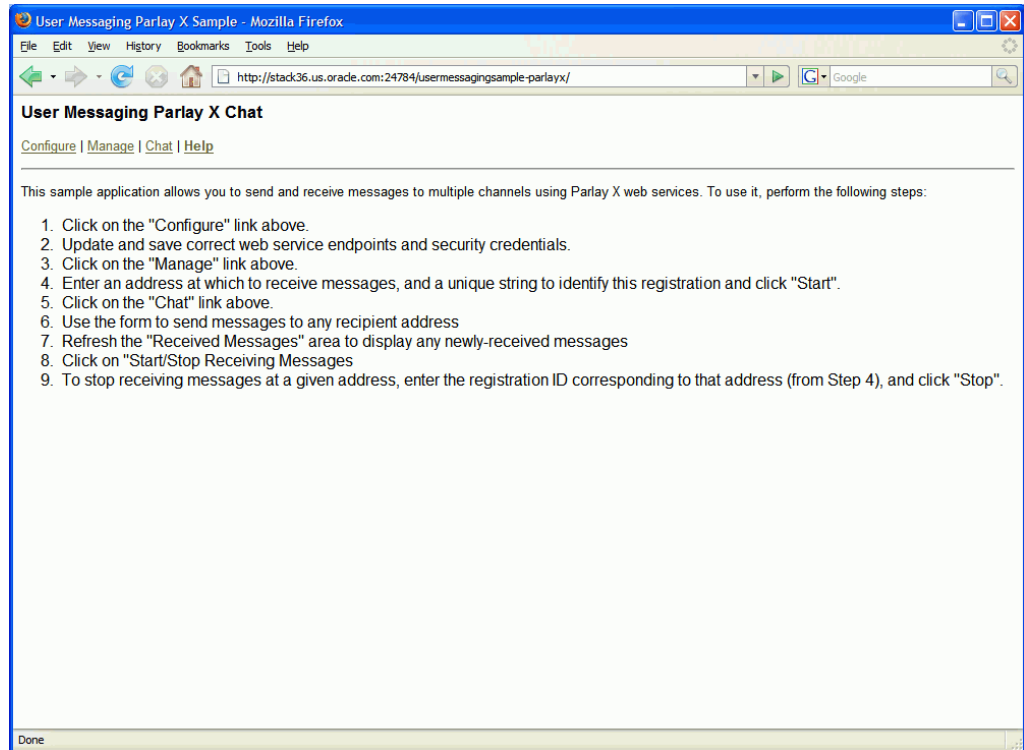 User Messaging Parlay X Sample - Mozilla Firefox
File Edit View History Bookmarks Tools Help
http://stack36.us.oracle.com:24784/usermessagingsample-parlayx/ G Google
User Messaging Parlay X Chat
Configure | Manage | Chat | Help
This sample application allows you to send and receive messages to multiple channels using Parlay X web services. To use it, perform the following steps:
1. Click on the "Configure" link above.
2. Update and save correct web service endpoints and security credentials.
3. Click on the "Manage" link above.
4. Enter an address at which to receive messages, and a unique string to identify this registration and click "Start".
5. Click on the "Chat" link above.
6. Use the form to send messages to any recipient address
7. Refresh the "Received Messages" area to display any newly-received messages
8. Click on "Start/Stop Receiving Messages
9. To stop receiving messages at a given address, enter the registration ID corresponding to that address (from Step 4), and click "Stop".
Done